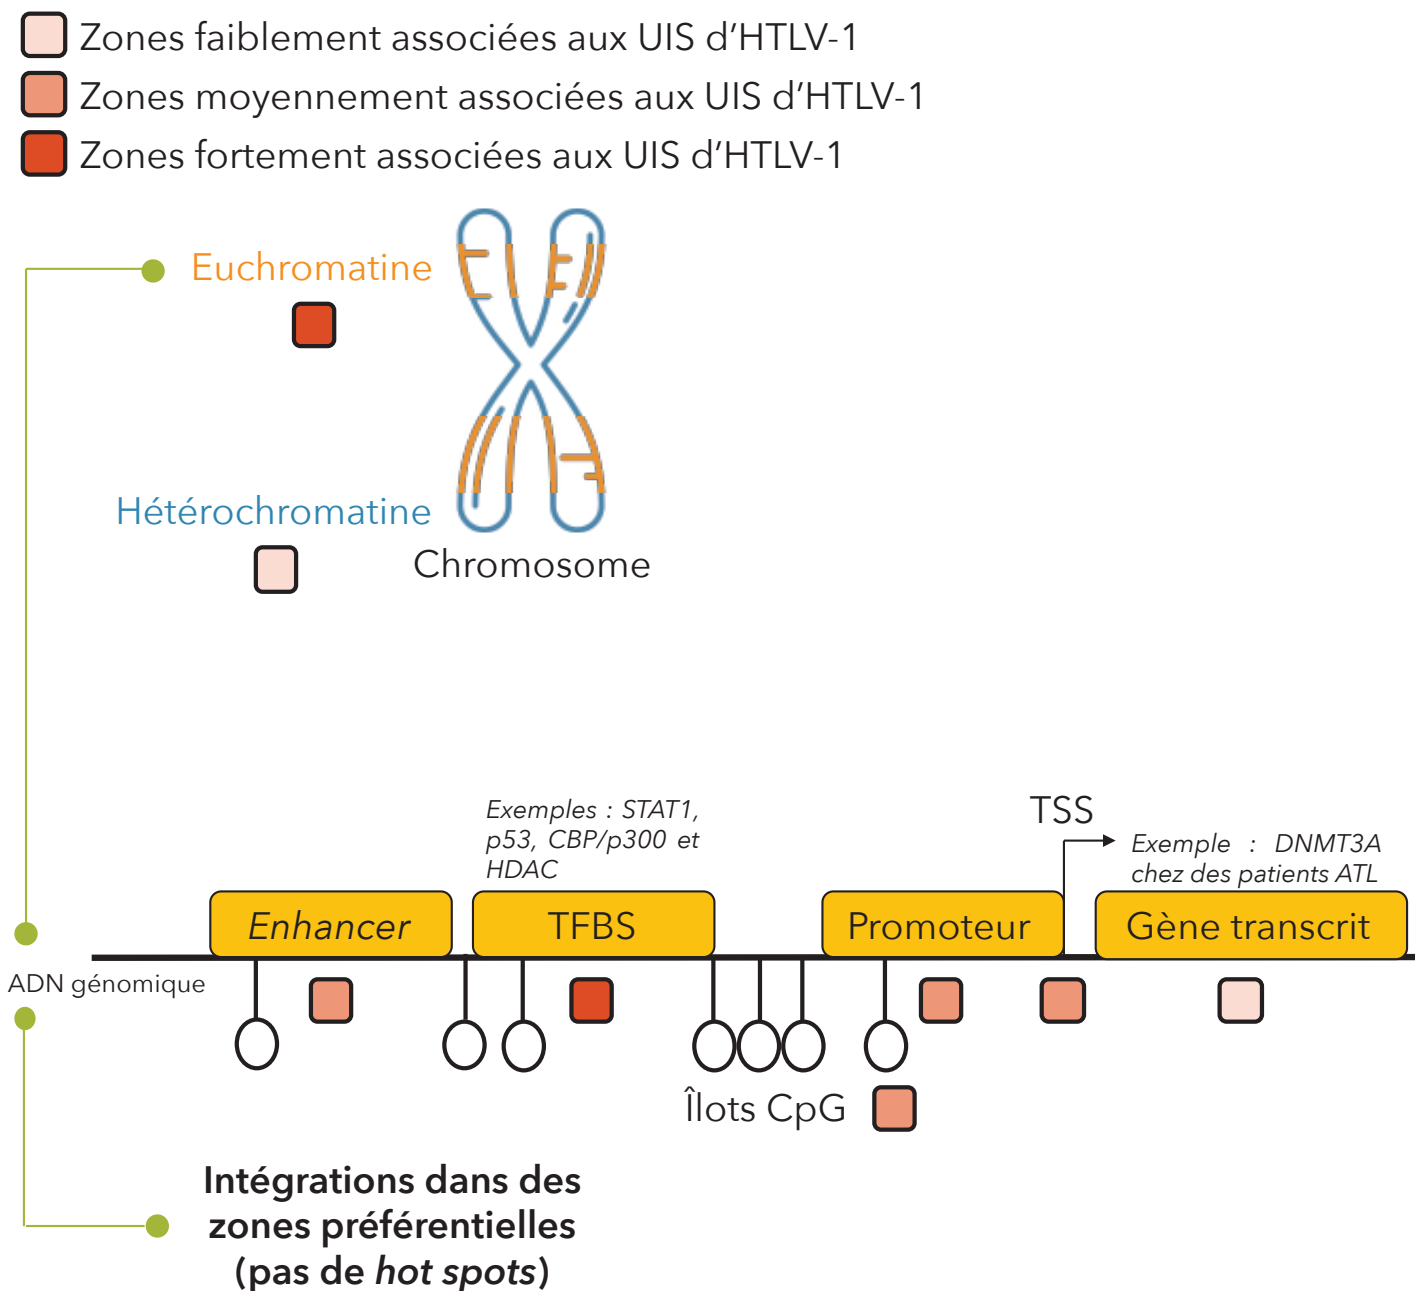 Zones faiblement associées aux UIS d’HTLV-1
Zones moyennement associées aux UIS d’HTLV-1
Zones fortement associées aux UIS d’HTLV-1
Euchromatine
Hétérochromatine
Chromosome
Exemples : STAT1,
p53, CBP/p300 et
HDAC
TSS
Exemple : DNMT3A
chez des patients ATL
Enhancer
TFBS
Promoteur
Gène transcrit
ADN génomique
Îlots CpG
Intégrations dans des
zones préférentielles
(pas de hot spots)